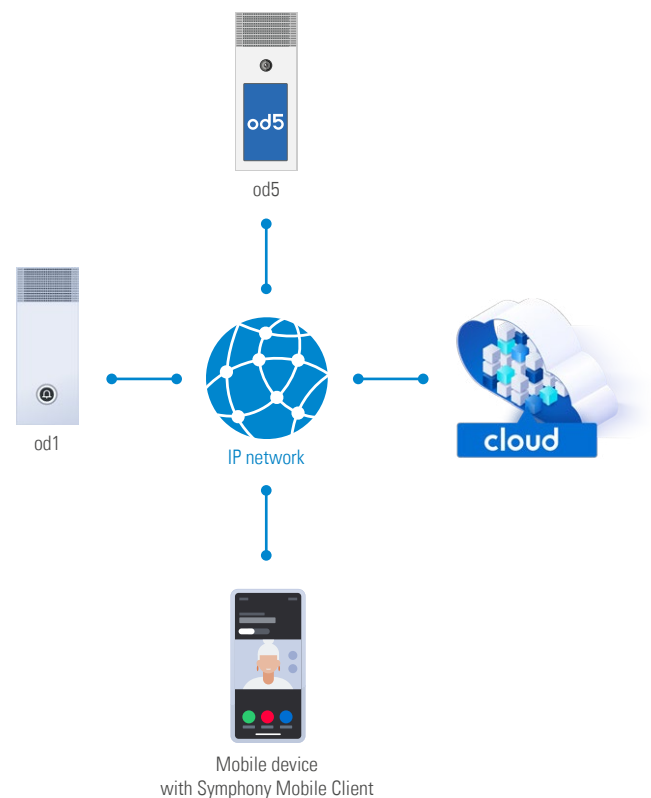 od5
od5
od1
IP network
cloud
Mobile device
with Symphony Mobile Client